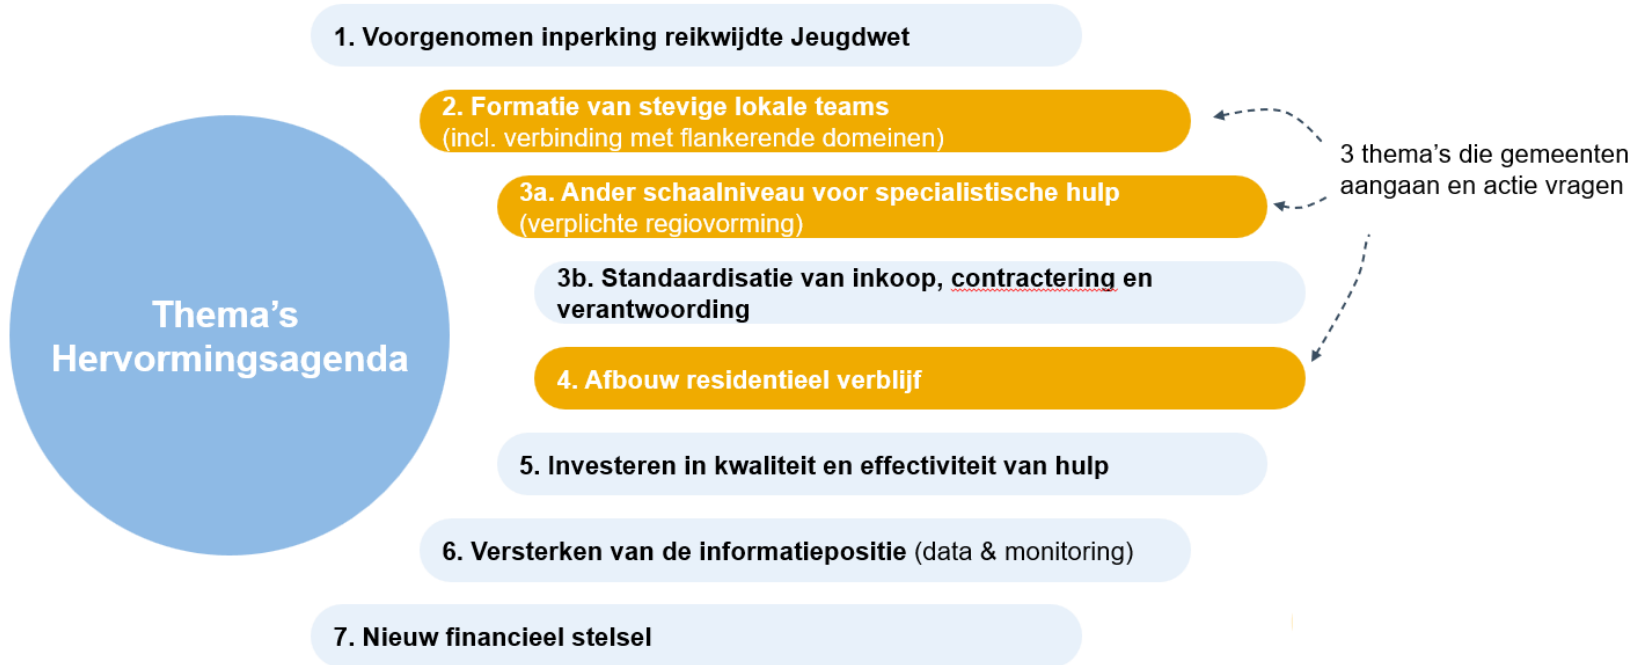 1. Voorgenomen inperking reikwijdte Jeugdwet
2. Formatie van stevige lokale teams
(incl. verbinding met flankerende domeinen)
3 thema’s die gemeenten
aangaan en actie vragen
3a. Ander schaalniveau voor specialistische hulp
(verplichte regiovorming)
3b. Standaardisatie van inkoop, contractering en
verantwoording
Thema’s
Hervormingsagenda
4. Afbouw residentieel verblijf
5. Investeren in kwaliteit en effectiviteit van hulp
6. Versterken van de informatiepositie (data & monitoring)
7. Nieuw financieel stelsel